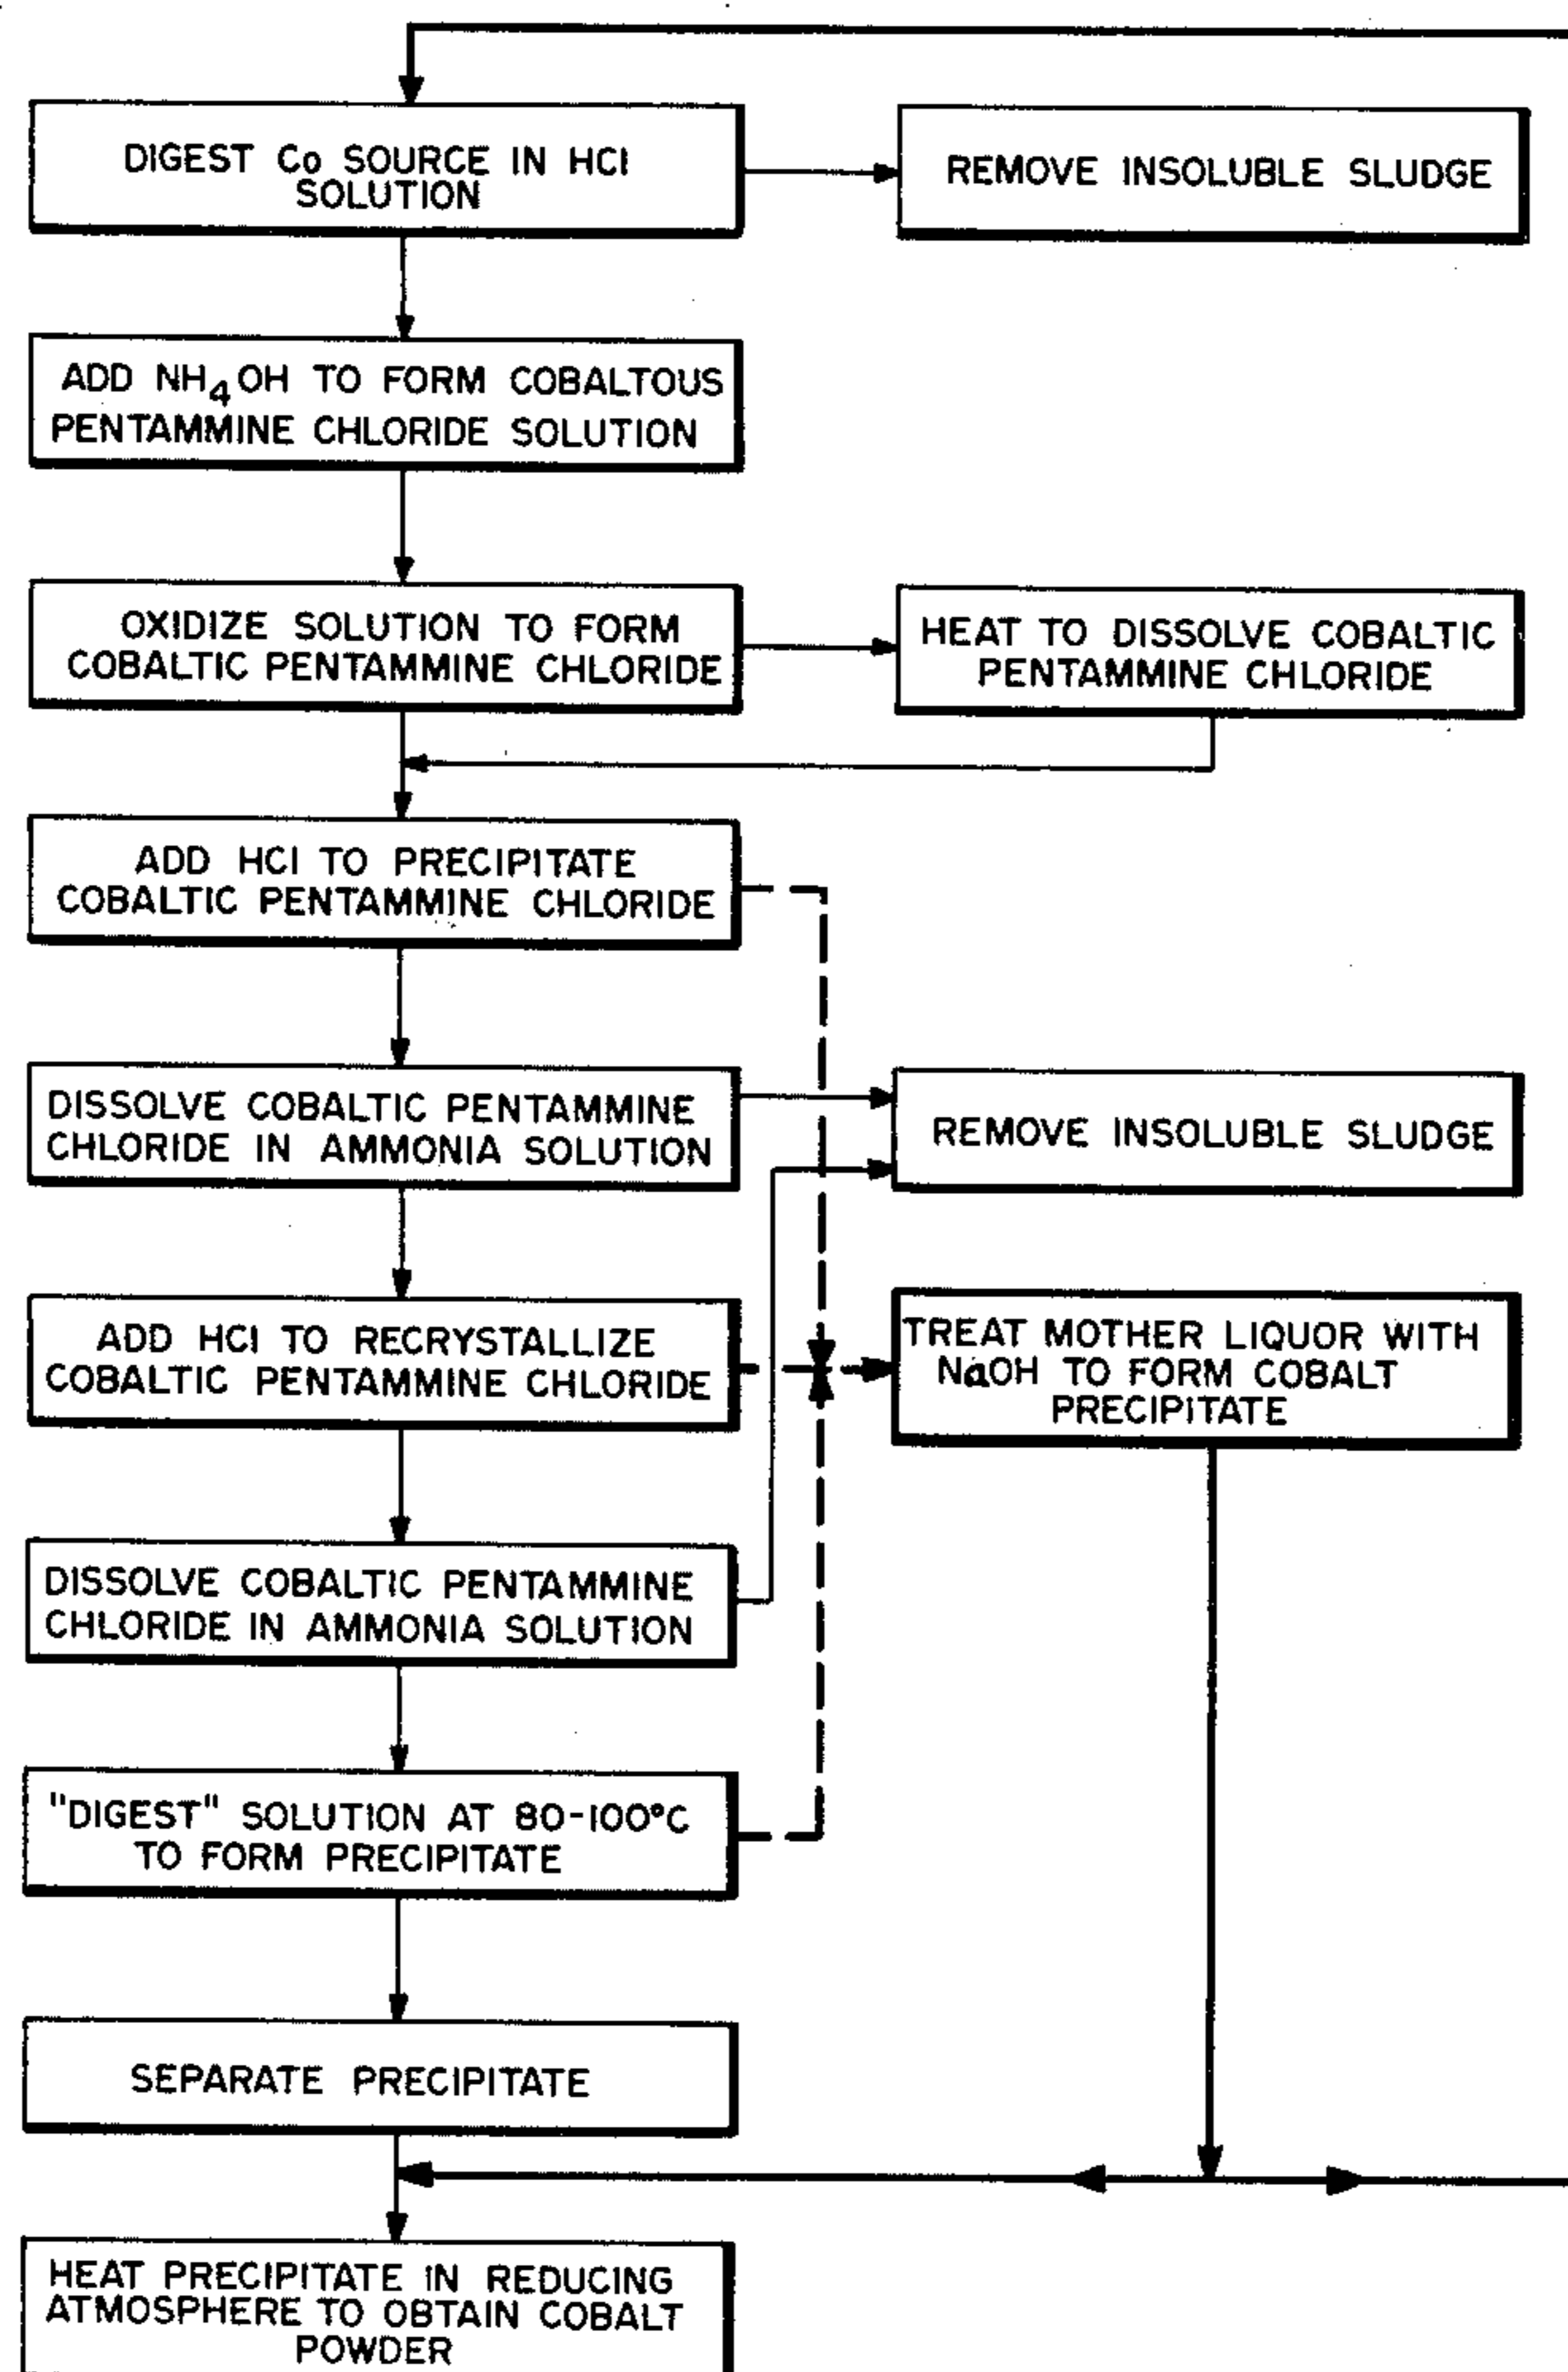 DIGEST Co SOURCE IN HCl
SOLUTION
REMOVE INSOLUBLE SLUDGE
ADD NH4OH TO FORM COBALTOUS
PENTAMMINE CHLORIDE SOLUTION
OXIDIZE SOLUTION TO FORM
COBALTIC PENTAMMINE CHLORIDE
HEAT TO DISSOLVE COBALTIC
PENTAMMINE CHLORIDE
ADD HCl TO PRECIPITATE
COBALTIC PENTAMMINE CHLORIDE
DISSOLVE COBALTIC PENTAMMINE
CHLORIDE IN AMMONIA SOLUTION
REMOVE INSOLUBLE SLUDGE
ADD HCl TO RECRYSTALLIZE
COBALTIC PENTAMMINE CHLORIDE
TREAT MOTHER LIQUOR WITH
NaOH TO FORM COBALT
PRECIPITATE
DISSOLVE COBALTIC PENTAMMINE
CHLORIDE IN AMMONIA SOLUTION
"DIGEST" SOLUTION AT 80-100°C
TO FORM PRECIPITATE
SEPARATE PRECIPITATE
HEAT PRECIPITATE IN REDUCING
ATMOSPHERE TO OBTAIN COBALT
POWDER